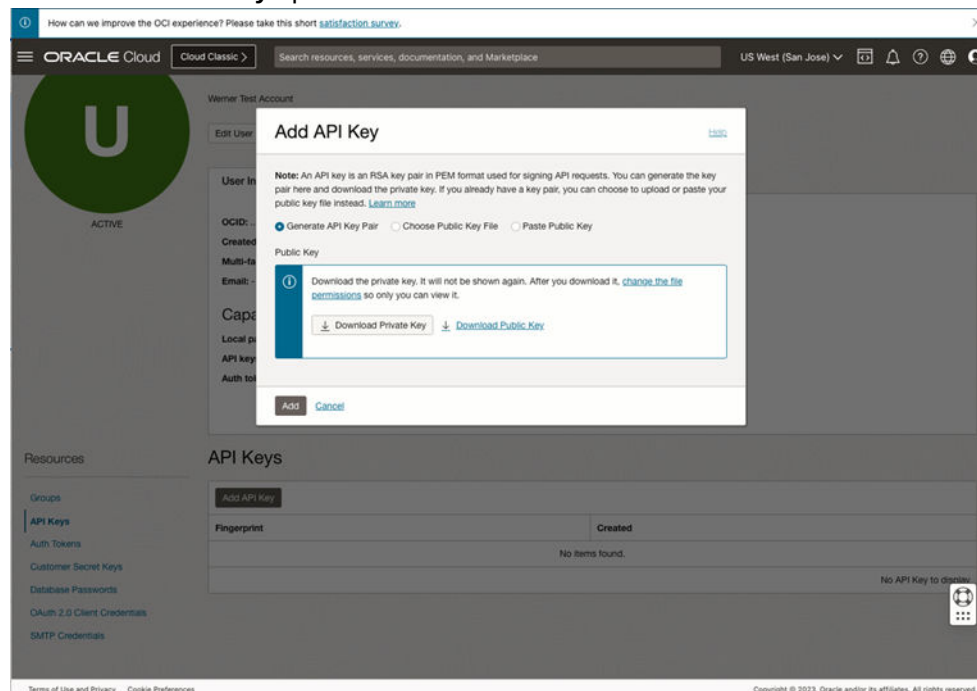 How can we improve the OCI experience? Please take this short satisfaction survey.
ORACLE Cloud Cloud Classic > Search resources, services, documentation, and Marketplace US West (San Jose)
U
ACTIVE
Werner Test Account
Edit User
User In
OCID: ..
Created
Multi-fa
Email: -
Capa
Local pa
API key
Auth tok
Add API Key
Help
Note: An API key is an RSA key pair in PEM format used for signing API requests. You can generate the key
pair here and download the private key. If you already have a key pair, you can choose to upload or paste your
public key file instead. Learn more
Generate API Key Pair Choose Public Key File Paste Public Key
Public Key
Download the private key. It will not be shown again. After you download it, change the file
permissions so only you can view it.
Download Private Key Download Public Key
Add Cancel
Resources
Groups
API Keys
Auth Tokens
Customer Secret Keys
Database Passwords
OAuth 2.0 Client Credentials
SMTP Credentials
API Keys
Add API Key
Fingerprint Created
No items found.
No API Key to display
Terms of Use and Privacy Cookie Preferences Copyright © 2023, Oracle and/or its affiliates. All rights reserved.